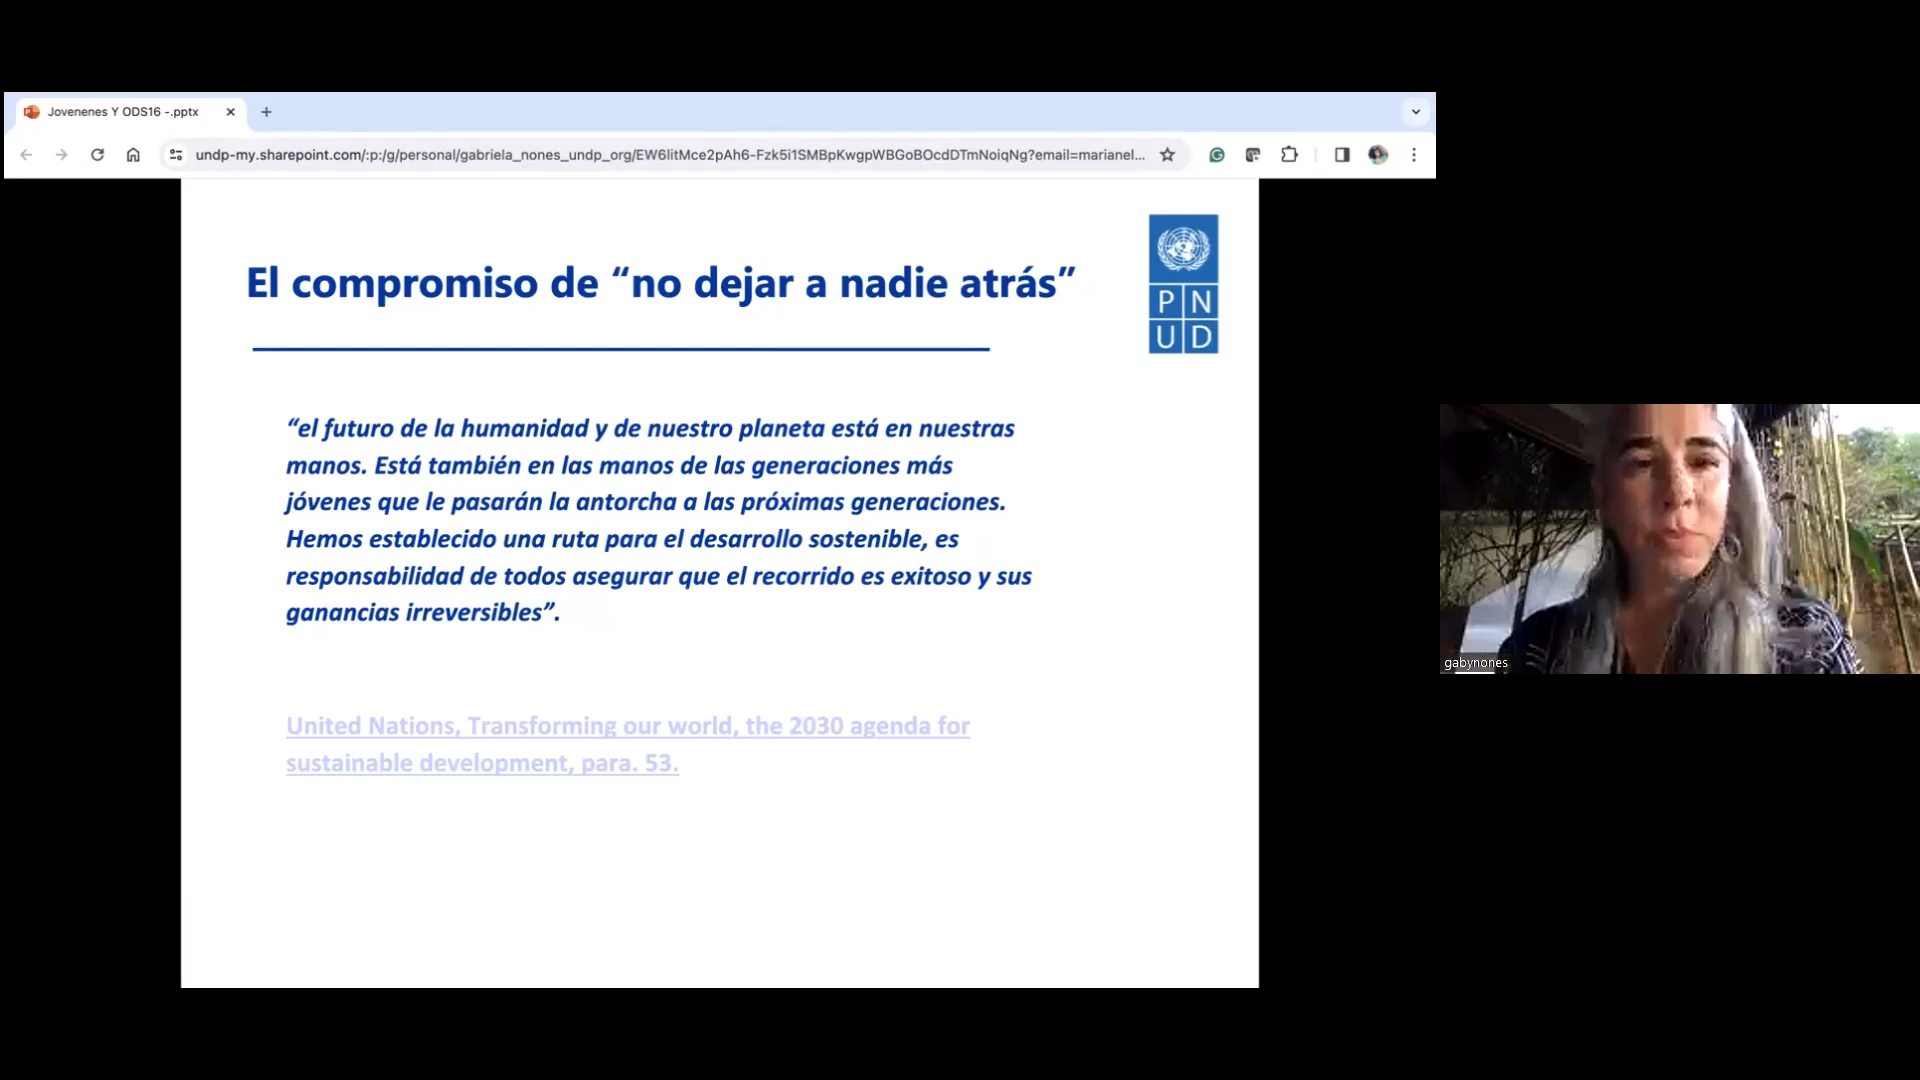 Jovenenes Y ODS16 -.pptx
undp-my.sharepoint.com/:p:/g/personal/gabriela_nones_undp_org/EW6litMce2pAh6-Fzk5i1SMBpKwgpWBGoBOcdDTmNoiqNg?email=marianel...
El compromiso de “no dejar a nadie atrás”
P N
U D
“el futuro de la humanidad y de nuestro planeta está en nuestras
manos. Está también en las manos de las generaciones más
jóvenes que le pasarán la antorcha a las próximas generaciones.
Hemos establecido una ruta para el desarrollo sostenible, es
responsabilidad de todos asegurar que el recorrido es exitoso y sus
ganancias irreversibles”.
United Nations, Transforming our world, the 2030 agenda for
sustainable development, para. 53.
gabynones